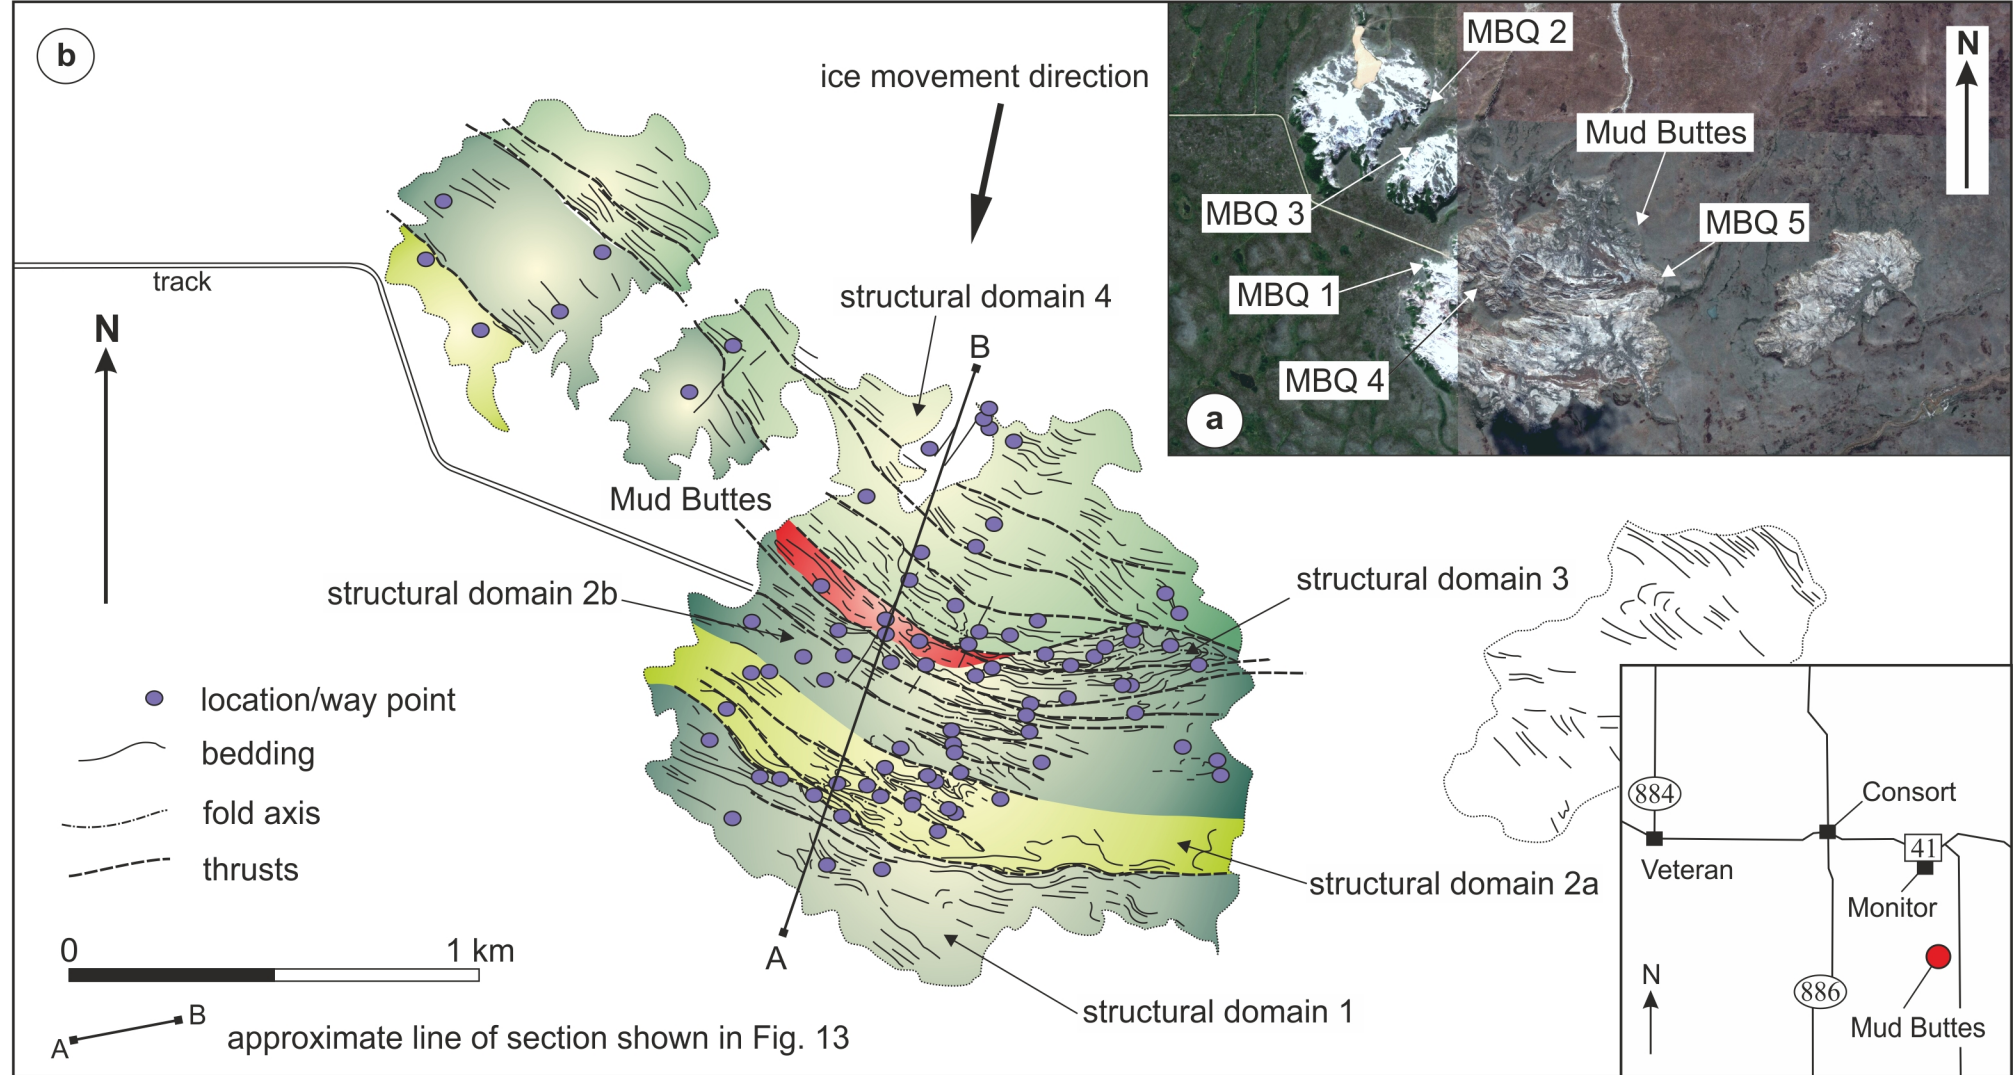 b
ice movement direction
MBQ 2
N
Mud Buttes
MBQ 3
MBQ 5
MBQ 1
MBQ 4
a
track
N
structural domain 4
B
Mud Buttes
structural domain 2b
structural domain 3
location/way point
bedding
fold axis
thrusts
structural domain 2a
A
structural domain 1
0 1 km
A B
approximate line of section shown in Fig. 13
884
Consort
41
Veteran
Monitor
N
886
Mud Buttes